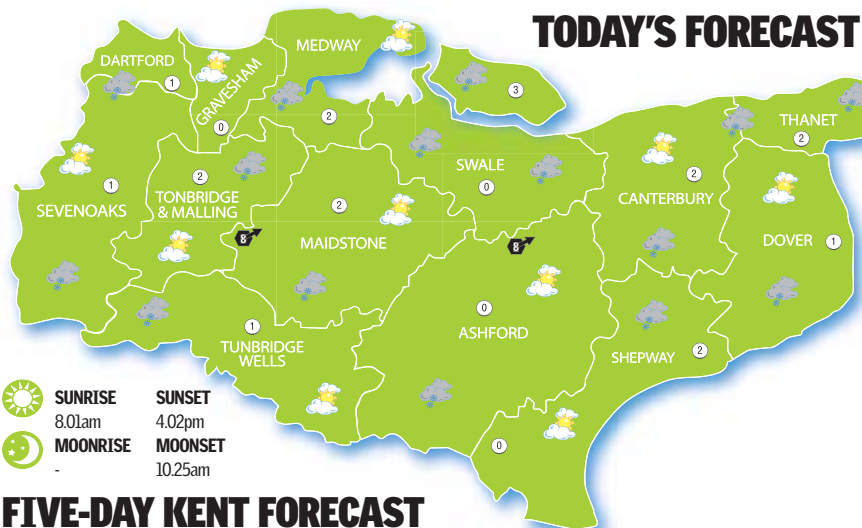 TODAY'S FORECAST
MEDWAY
DARTFORD
1
GRAVESHAM
0
2
3
THANET
2
SWALE
0
2
CANTERBURY
1
SEVENOAKS
2
TONBRIDGE
& MALLING
2
MAIDSTONE
8
8
DOVER
1
0
ASHFORD
1
TUNBRIDGE
WELLS
SHEPWAY
2
0
SUNRISE SUNSET
8.01am 4.02pm
MOONRISE MOONSET
- 10.25am
FIVE-DAY KENT FORECAST